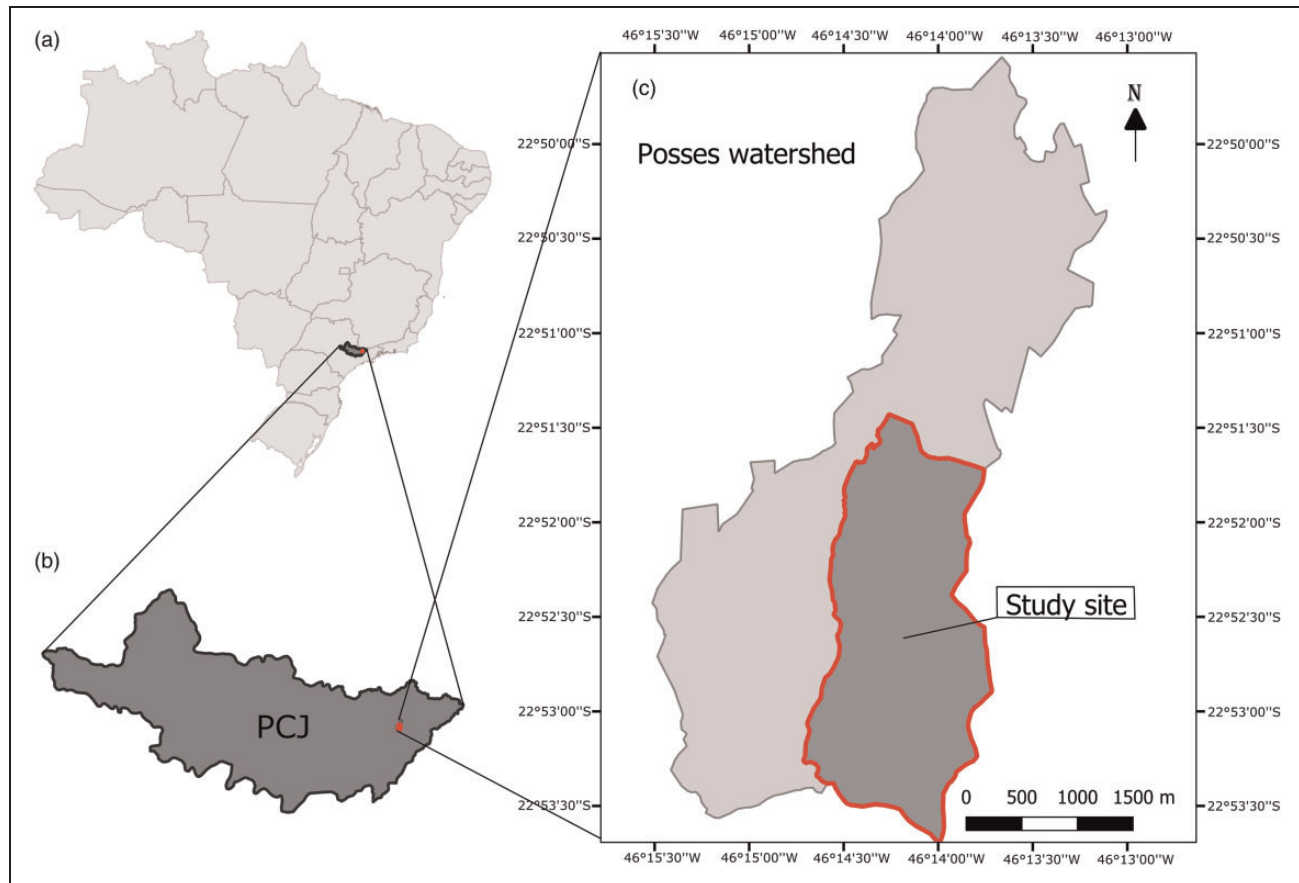 (a)
46°15'30"W 46°15'00"W 46°14'30"W 46°14'00"W 46°13'30"W 46°13'00"W
(c)
N
Posses watershed
22°50'00"S 22°50'00"S
22°50'30"S 22°50'30"S
22°51'00"S 22°51'00"S
22°51'30"S 22°51'30"S
22°52'00"S 22°52'00"S
(b)
22°52'30"S 22°52'30"S
Study site
22°53'00"S 22°53'00"S
PCJ
0 500 1000 1500 m
22°53'30"S 22°53'30"S
46°15'30"W 46°15'00"W 46°14'30"W 46°14'00"W 46°13'30"W 46°13'00"W